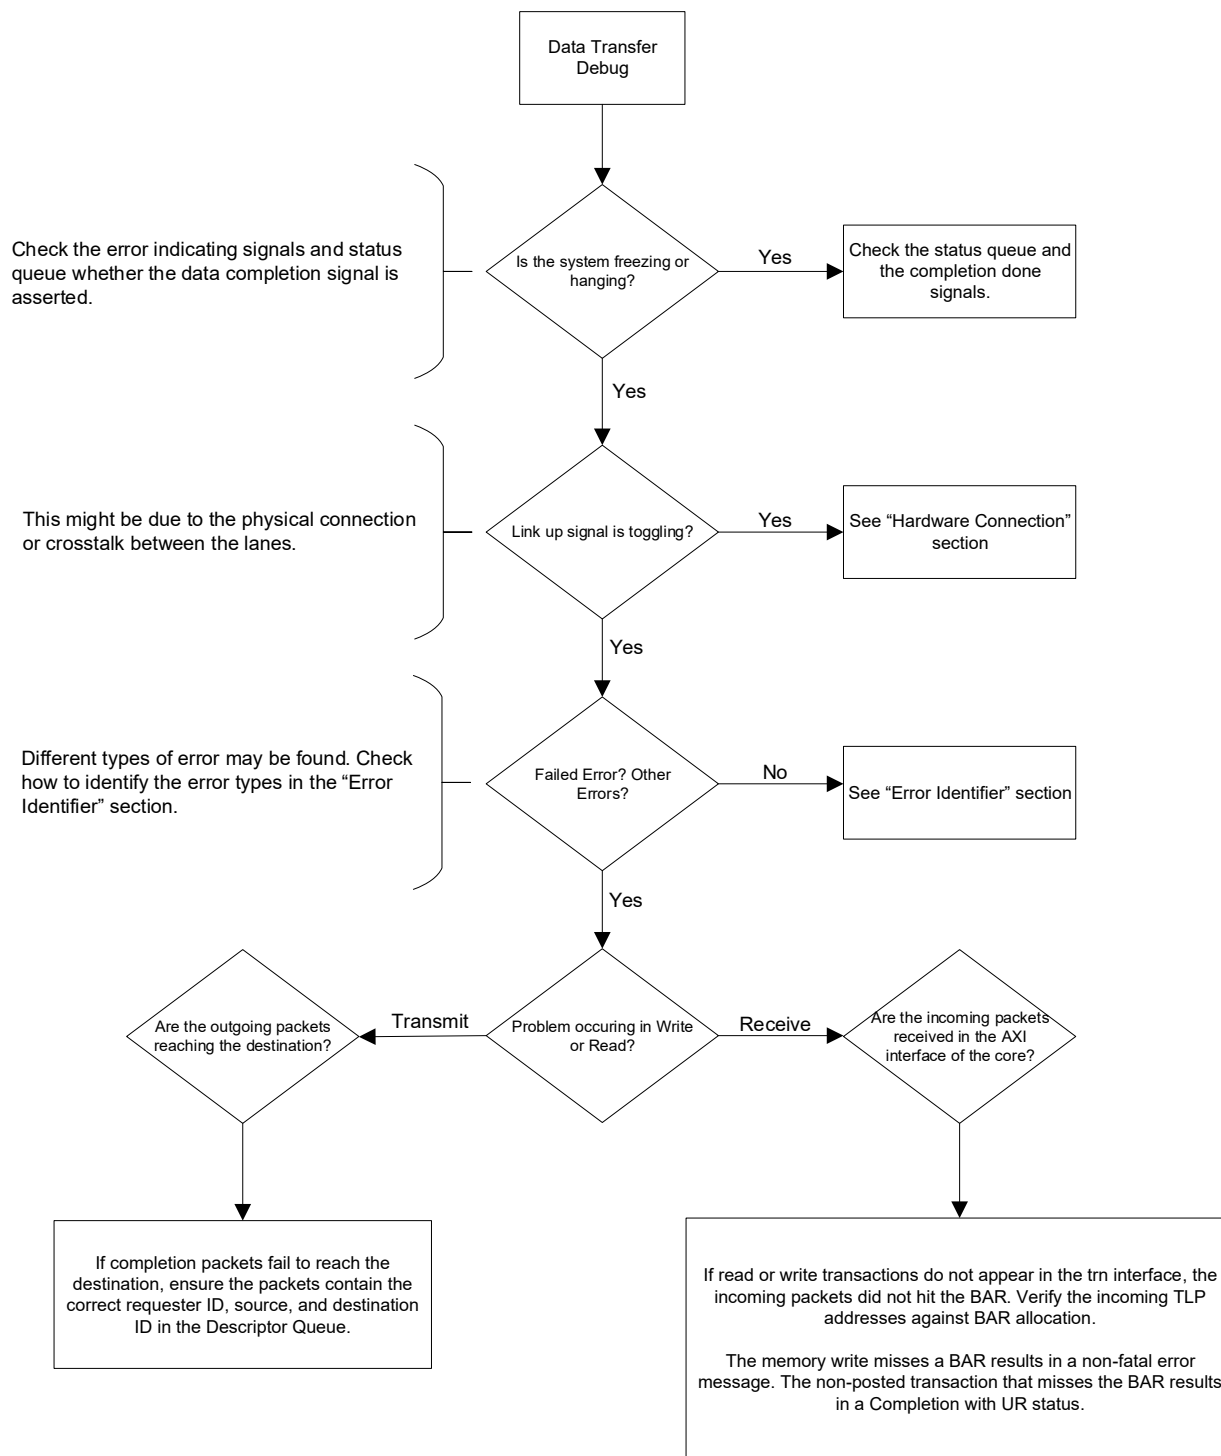 Data Transfer
Debug
Check the error indicating signals and status
queue whether the data completion signal is
asserted.
Is the system freezing or
hanging?
Yes
Check the status queue and
the completion done
signals.
Yes
This might be due to the physical connection
or crosstalk between the lanes.
Link up signal is toggling?
Yes
See “Hardware Connection”
section
Yes
Different types of error may be found. Check
how to identify the error types in the “Error
Identifier” section.
Failed Error? Other
Errors?
No
See “Error Identifier” section
Yes
Are the outgoing packets
reaching the destination?
Transmit
Problem occuring in Write
or Read?
Receive
Are the incoming packets
received in the AXI
interface of the core?
If completion packets fail to reach the
destination, ensure the packets contain the
correct requester ID, source, and destination
ID in the Descriptor Queue.
If read or write transactions do not appear in the trn interface, the
incoming packets did not hit the BAR. Verify the incoming TLP
addresses against BAR allocation.
The memory write misses a BAR results in a non-fatal error
message. The non-posted transaction that misses the BAR results
in a Completion with UR status.